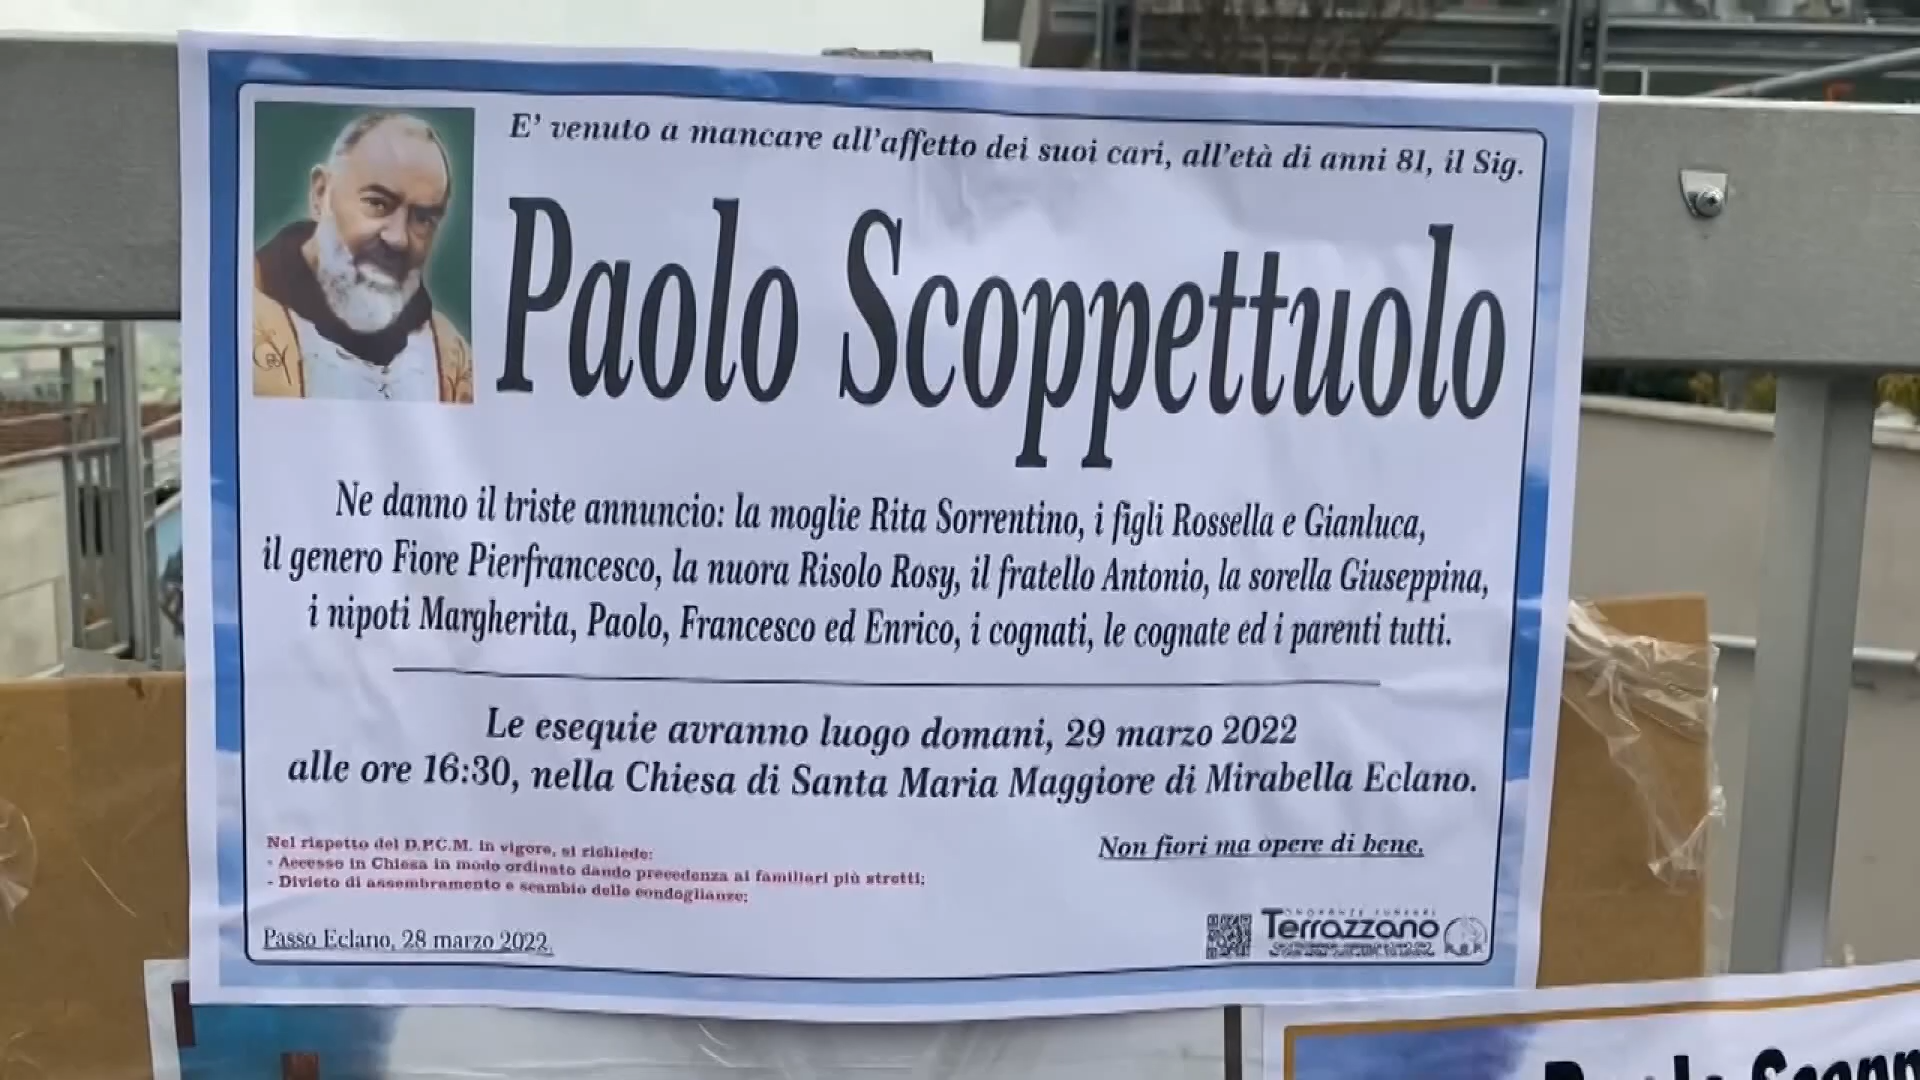 E' venuto a mancare all'affetto dei suoi cari, all'età di anni 81, il Sig.
Paolo Scoppettuolo
Ne danno il triste annuncio: la moglie Rita Sorrentino, i figli Rossella e Gianluca,
il genero Fiore Pierfrancesco, la nuora Risolo Rosy, il fratello Antonio, la sorella Giuseppina,
i nipoti Margherita, Paolo, Francesco ed Enrico, i cognati, le cognate ed i parenti tutti.
Le esequie avranno luogo domani, 29 marzo 2022
alle ore 16:30, nella Chiesa di Santa Maria Maggiore di Mirabella Eclano.
Nel rispetto del D.P.C.M. in vigore, si richiede:
- Accesso in Chiesa in modo ordinato dando precedenza ai familiari più stretti;
- Divieto di assembramento e scambio delle condoglianze;
Non fiori ma opere di bene.
Passo Eclano, 28 marzo 2022.
ONORANZE FUNEBRI
Terrazzano